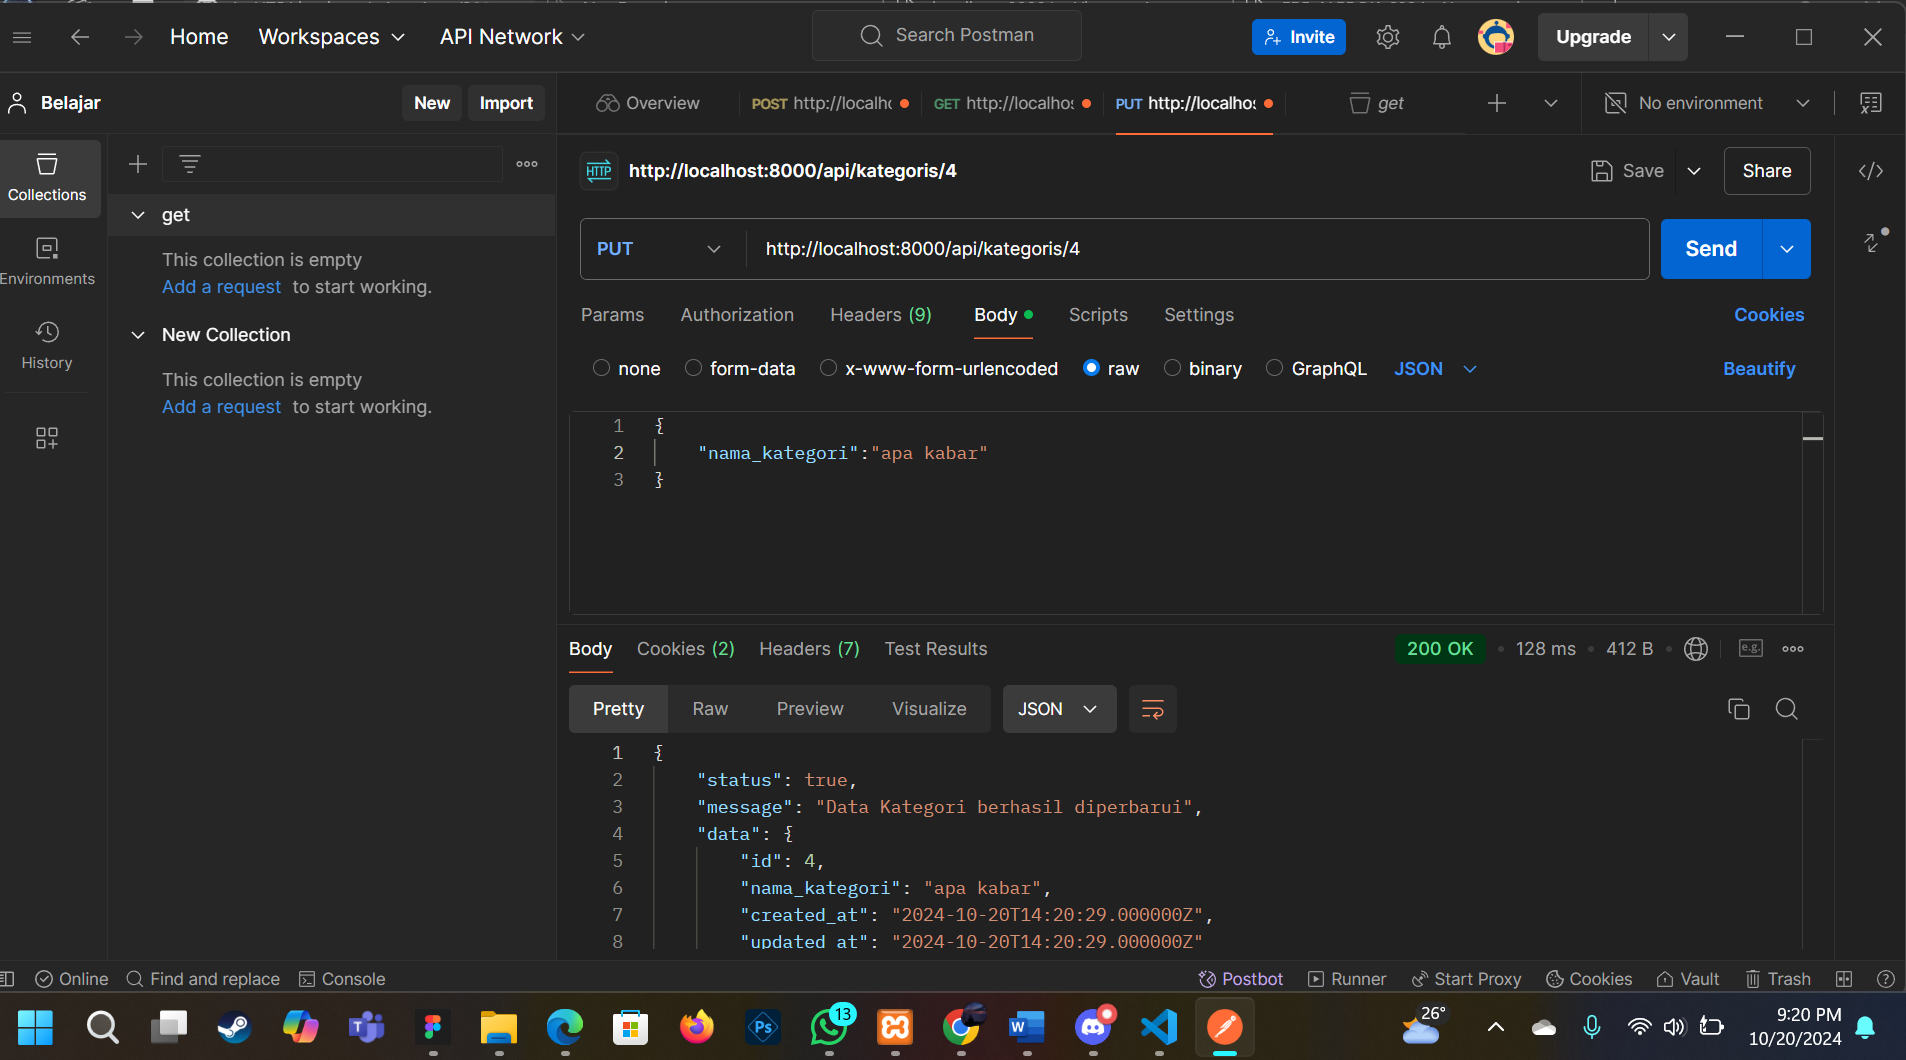 Home
Workspaces
API Network
Search Postman
Invite
Upgrade
Belajar
New
Import
Overview
POST http://localhc
GET http://localhos
PUT http://localhos
get
No environment
Collections
Environments
History
get
This collection is empty
Add a request to start working.
New Collection
This collection is empty
Add a request to start working.
HTTP
http://localhost:8000/api/kategoris/4
Save
Share
PUT
http://localhost:8000/api/kategoris/4
Send
Params
Authorization
Headers (9)
Body
Scripts
Settings
Cookies
none
form-data
x-www-form-urlencoded
raw
binary
GraphQL
JSON
Beautify
1 {
2 "nama_kategori":"apa kabar"
3 }
Body
Cookies (2)
Headers (7)
Test Results
200 OK
128 ms
412 B
e.g.
Pretty
Raw
Preview
Visualize
JSON
1 {
2 "status": true,
3 "message": "Data Kategori berhasil diperbarui",
4 "data": {
5 "id": 4,
6 "nama_kategori": "apa kabar",
7 "created_at": "2024-10-20T14:20:29.000000Z",
8 "updated_at": "2024-10-20T14:20:29.000000Z"
Online
Find and replace
Console
Postbot
Runner
Start Proxy
Cookies
Vault
Trash
Ps
13
W
26°
9:20 PM
10/20/2024